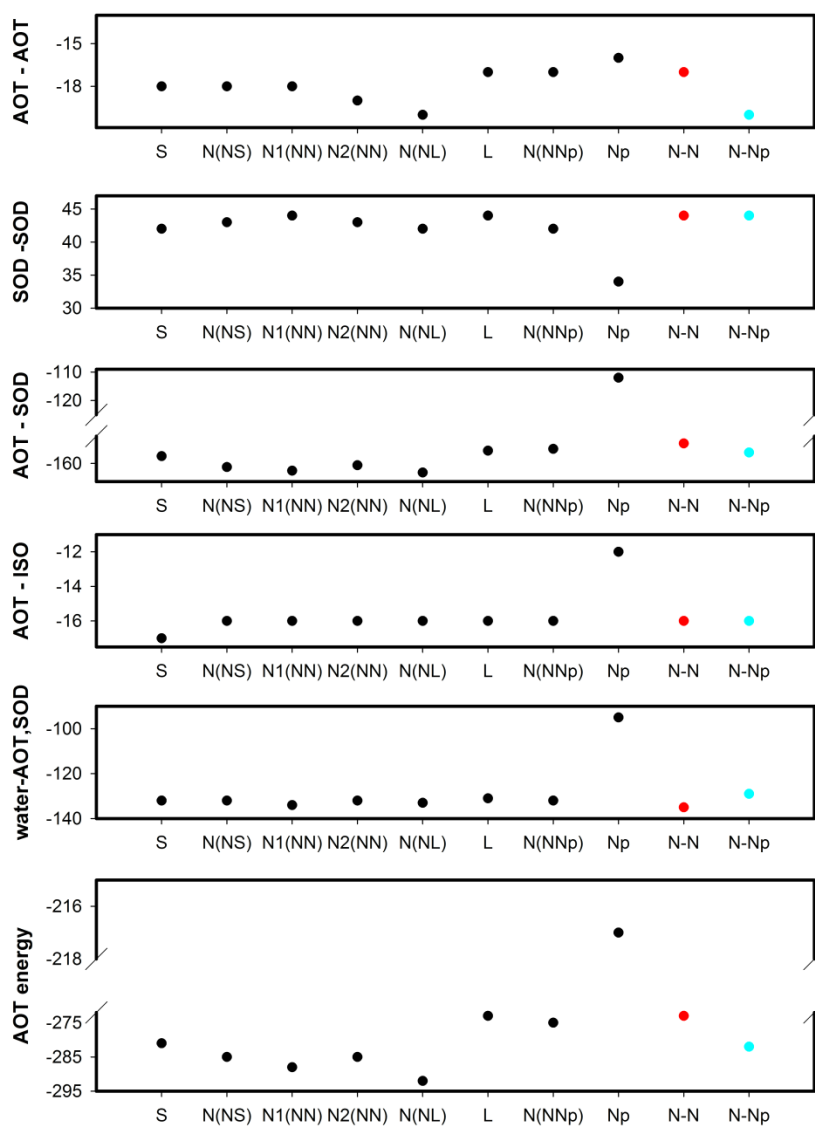 AOT - AOT
-15
-18
S N(NS) N1(NN) N2(NN) N(NL) L N(NNp) Np N-N N-Np
SOD -SOD
45
40
35
30
S N(NS) N1(NN) N2(NN) N(NL) L N(NNp) Np N-N N-Np
AOT - SOD
-110
-120
-160
S N(NS) N1(NN) N2(NN) N(NL) L N(NNp) Np N-N N-Np
AOT - ISO
-12
-14
-16
S N(NS) N1(NN) N2(NN) N(NL) L N(NNp) Np N-N N-Np
water-AOT,SOD
-100
-120
-140
S N(NS) N1(NN) N2(NN) N(NL) L N(NNp) Np N-N N-Np
AOT energy
-216
-218
-275
-285
-295
S N(NS) N1(NN) N2(NN) N(NL) L N(NNp) Np N-N N-Np